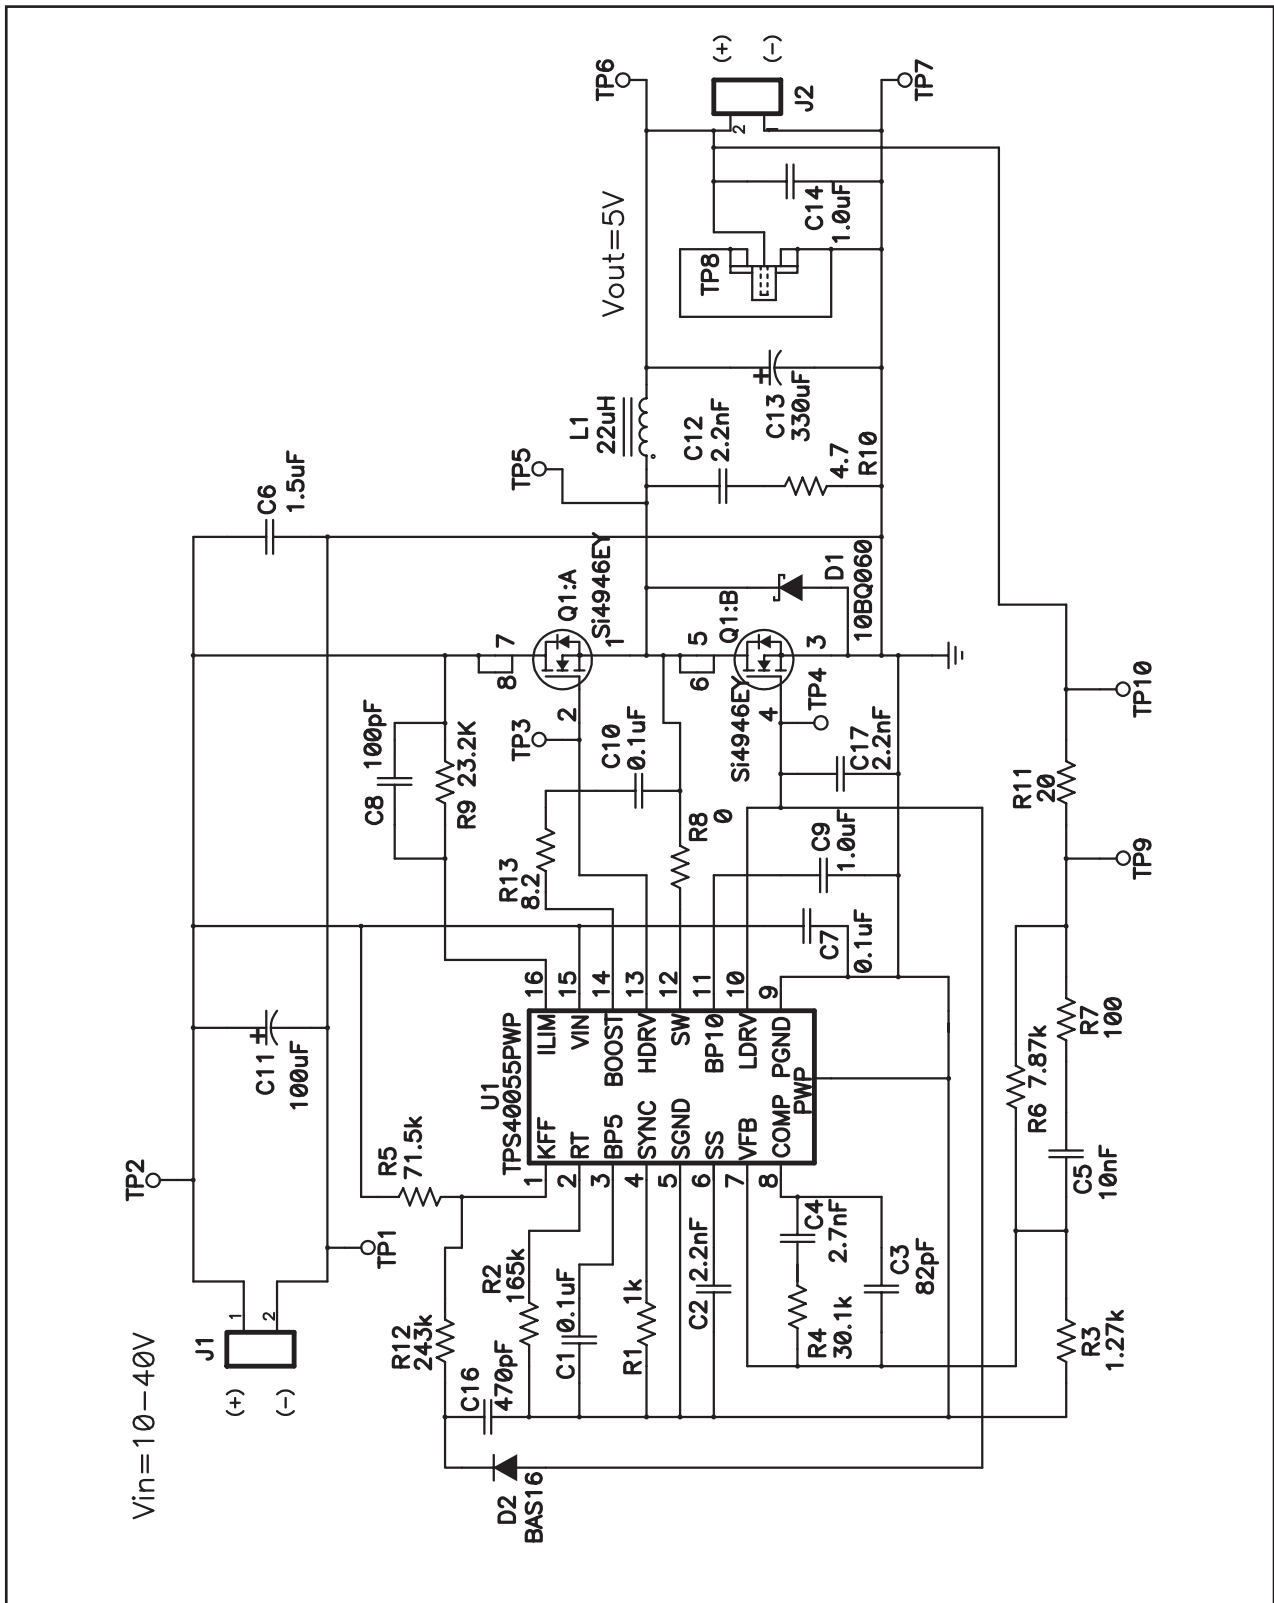 Vin=10-40V
(+)
(-)
J1
1
2
TP2
TP1
C11
100uF
C6
1.5uF
R12
243k
R5
71.5k
C8
100pF
R9 23.2K
D2
BAS16
C16
470pF
R2
165k
C1 0.1uF
R1 1k
C2 2.2nF
R4
30.1k
C4
2.7nF
C3
82pF
U1
TPS40055PWP
1 KFF
2 RT
3 BP5
4 SYNC
5 SGND
6 SS
7 VFB
8 COMP
ILIM 16
VIN 15
BOOST 14
HDRV 13
SW 12
BP10 11
LDRV 10
PGND 9
PWP
R13
8.2
C10
0.1uF
R8
0
C7
0.1uF
C9
1.0uF
C17
2.2nF
TP3
TP4
8 7
2
1
Q1:A
Si4946EY
6 5
4
3
Q1:B
Si4946EY
D1
10BQ060
TP5
L1
22uH
C12
2.2nF
4.7
R10
C13
330uF
Vout=5V
TP8
C14
1.0uF
TP6
(+)
(-)
2
1
J2
TP7
R3
1.27k
C5
10nF
R6 7.87k
R7
100
TP9
R11
20
TP10